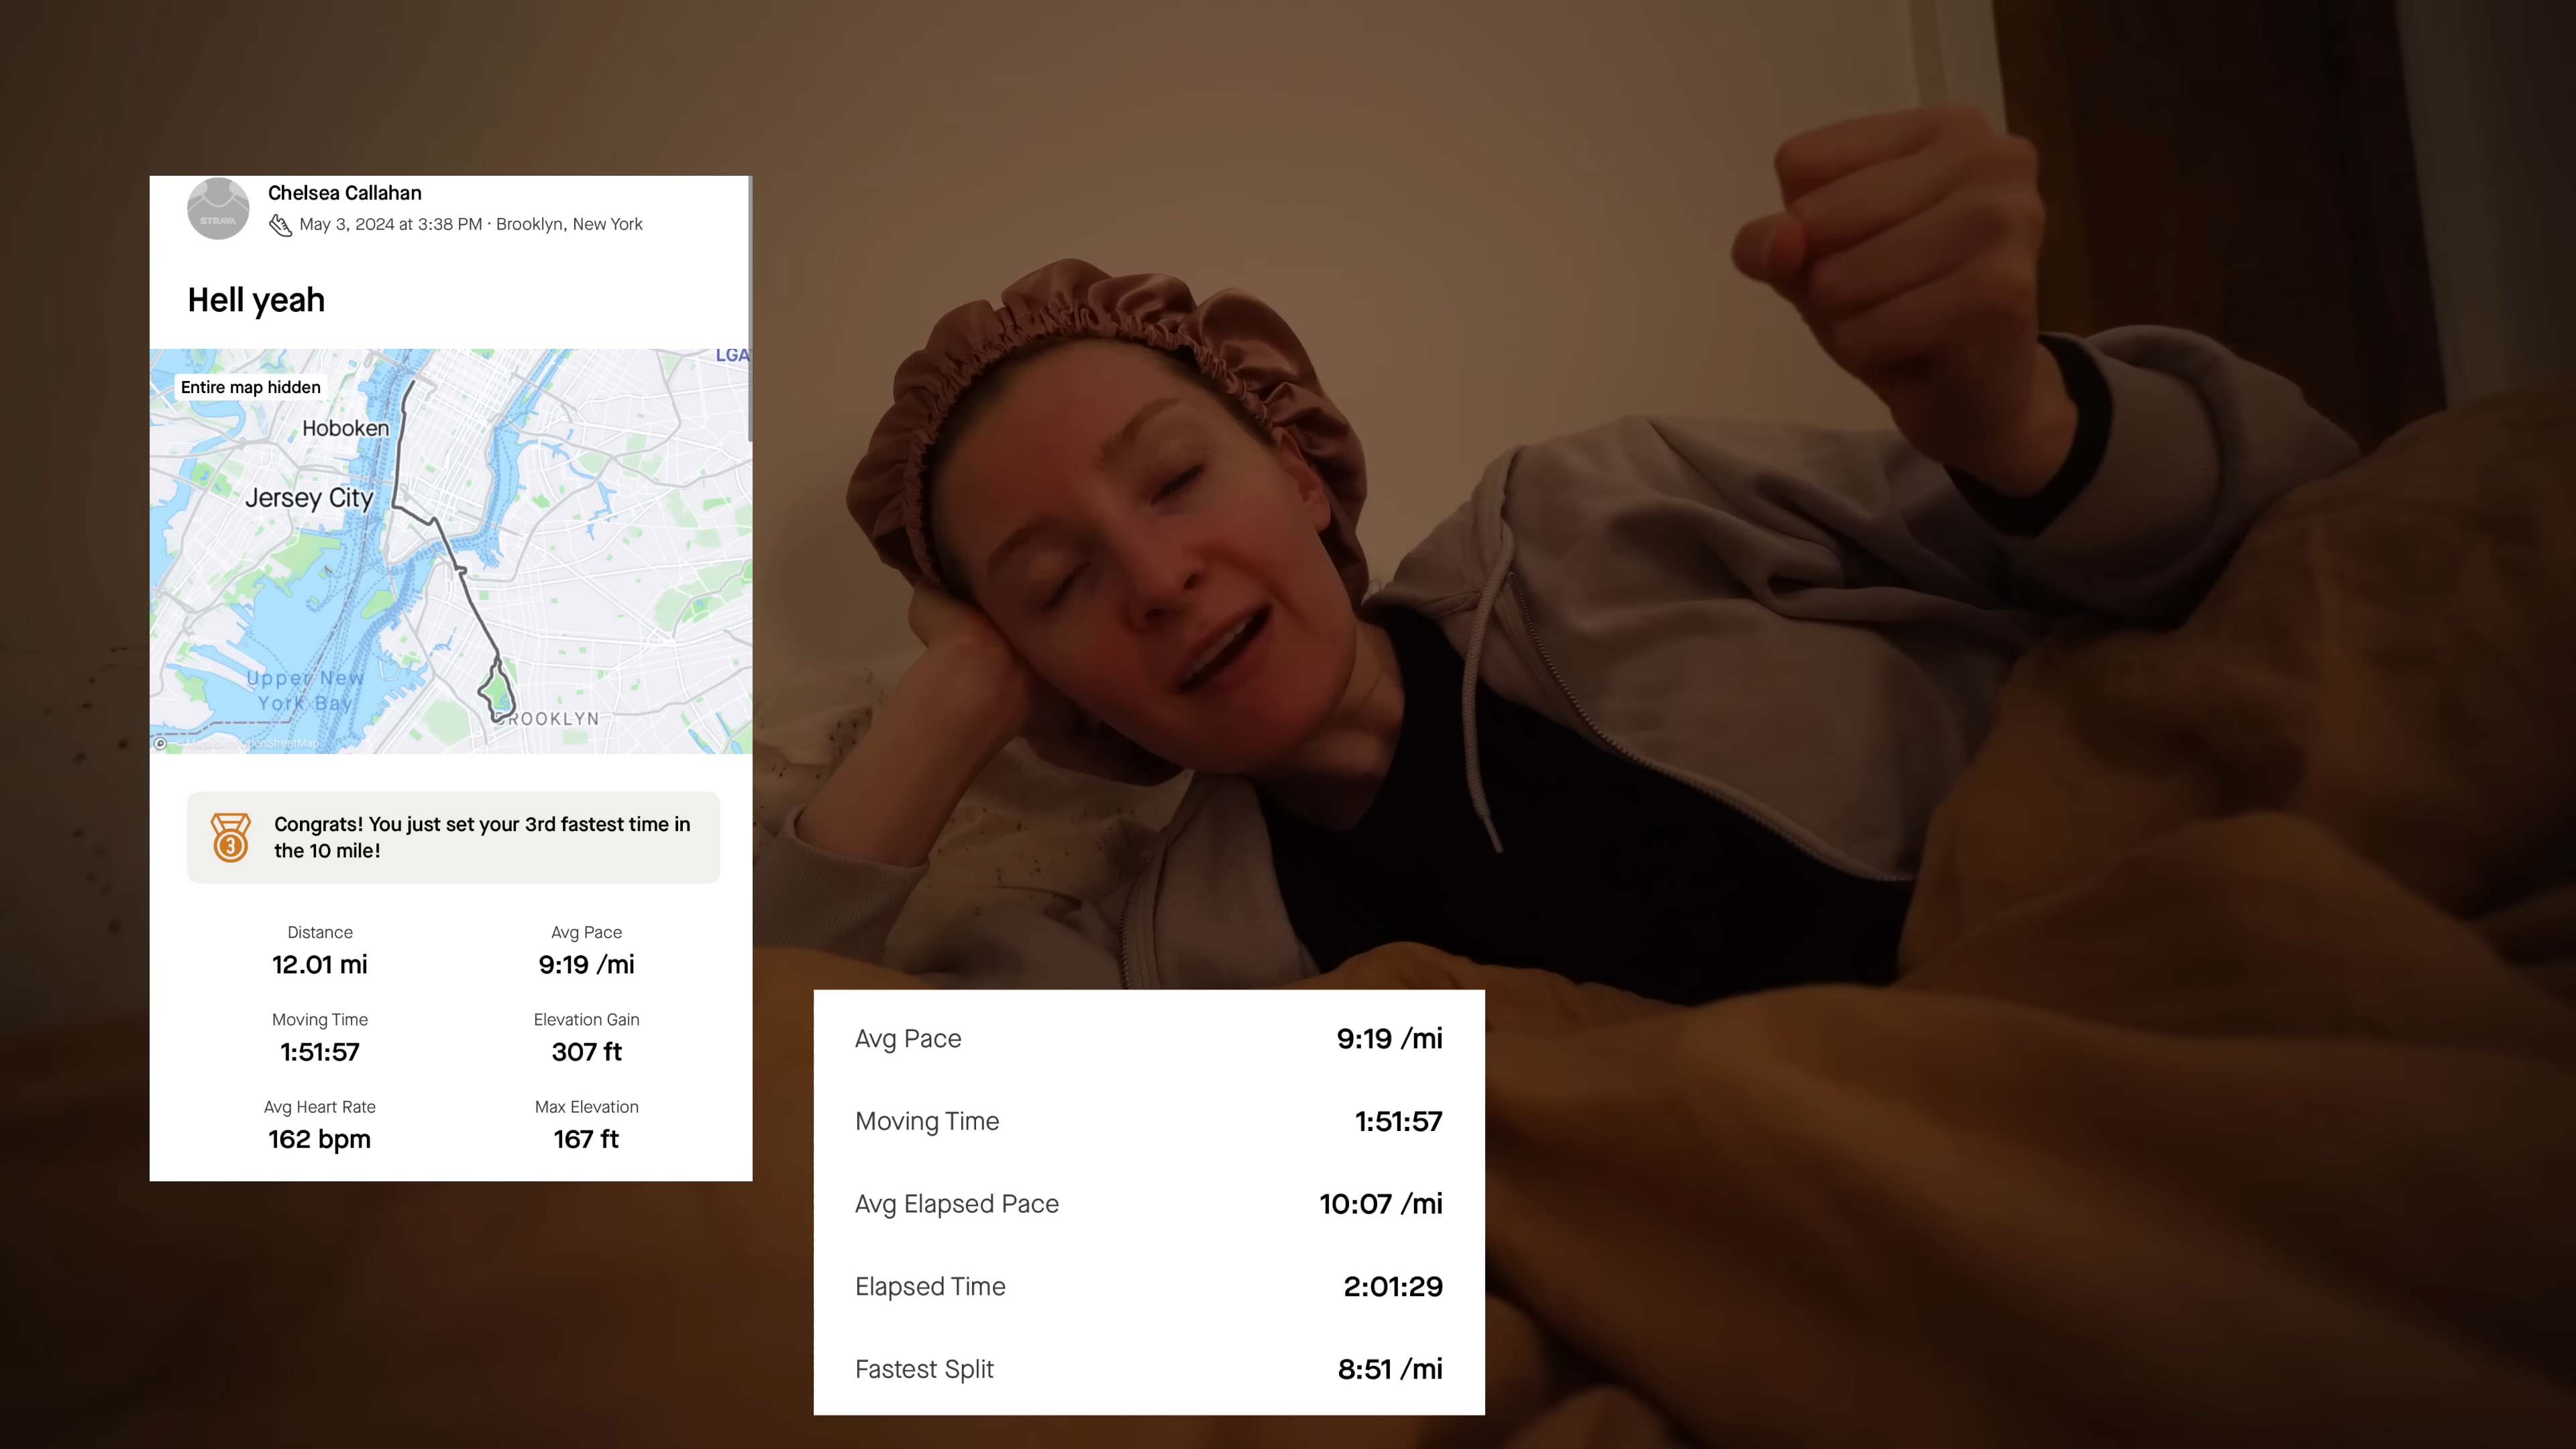 STRAVA
Chelsea Callahan
May 3, 2024 at 3:38 PM · Brooklyn, New York
Hell yeah
LGA
Entire map hidden
Hoboken
Jersey City
Upper New
York Bay
BROOKLYN
OpenStreetMap
3
Congrats! You just set your 3rd fastest time in
the 10 mile!
Distance
Avg Pace
12.01 mi
9:19 /mi
Moving Time
Elevation Gain
1:51:57
307 ft
Avg Heart Rate
Max Elevation
162 bpm
167 ft
Avg Pace
9:19 /mi
Moving Time
1:51:57
Avg Elapsed Pace
10:07 /mi
Elapsed Time
2:01:29
Fastest Split
8:51 /mi